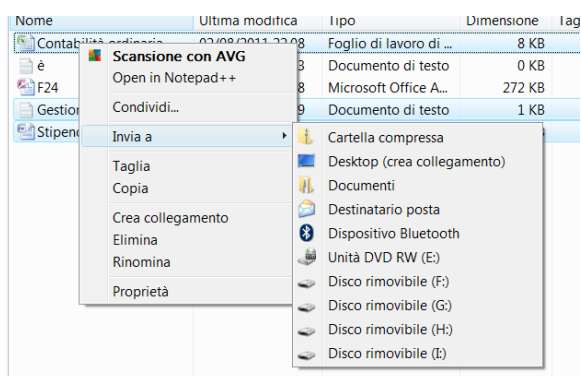 Nome Ultima modifica Tipo Dimensione Tag
Contabilità ordinaria 02/08/2011 22.08 Foglio di lavoro di ... 8 KB
è 3 Documento di testo 0 KB
F24 8 Microsoft Office A... 272 KB
Gestion 9 Documento di testo 1 KB
Stipend
Scansione con AVG
Open in Notepad++
Condividi...
Invia a
Taglia
Copia
Crea collegamento
Elimina
Rinomina
Proprietà
Cartella compressa
Desktop (crea collegamento)
Documenti
Destinatario posta
Dispositivo Bluetooth
Unità DVD RW (E:)
Disco rimovibile (F:)
Disco rimovibile (G:)
Disco rimovibile (H:)
Disco rimovibile (I:)